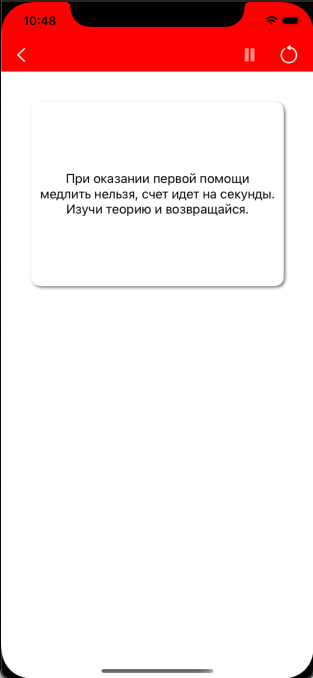 10:48
При оказании первой помощи
медлить нельзя, счет идет на секунды.
Изучи теорию и возвращайся.